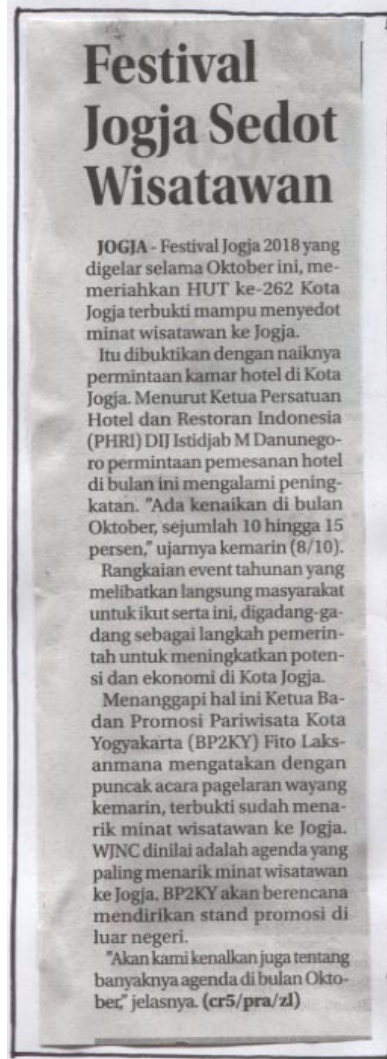 Festival
Jogja Sedot
Wisatawan
JOGJA - Festival Jogja 2018 yang
digelar selama Oktober ini, me-
meriahkan HUT ke-262 Kota
Jogja terbukti mampu menyedot
minat wisatawan ke Jogja.
Itu dibuktikan dengan naiknya
permintaan kamar hotel di Kota
Jogja. Menurut Ketua Persatuan
Hotel dan Restoran Indonesia
(PHRI) DIJ Istidjab M Danunego-
ro permintaan pemesanan hotel
di bulan ini mengalami pening-
katan. "Ada kenaikan di bulan
Oktober, sejumlah 10 hingga 15
persen," ujarnya kemarin (8/10).
Rangkaian event tahunan yang
melibatkan langsung masyarakat
untuk ikut serta ini, digadang-ga-
dang sebagai langkah pemerin-
tah untuk meningkatkan poten-
si dan ekonomi di Kota Jogja.
Menanggapi hal ini Ketua Ba-
dan Promosi Pariwisata Kota
Yogyakarta (BP2KY) Fito Laks-
anmana mengatakan dengan
puncak acara pagelaran wayang
kemarin, terbukti sudah mena-
rik minat wisatawan ke Jogja.
WJNC dinilai adalah agenda yang
paling menarik minat wisatawan
ke Jogja. BP2KY akan berencana
mendirikan stand promosi di
luar negeri.
"Akan kami kenalkan juga tentang
banyaknya agenda di bulan Okto-
ber," jelasnya. (cr5/pra/zl)